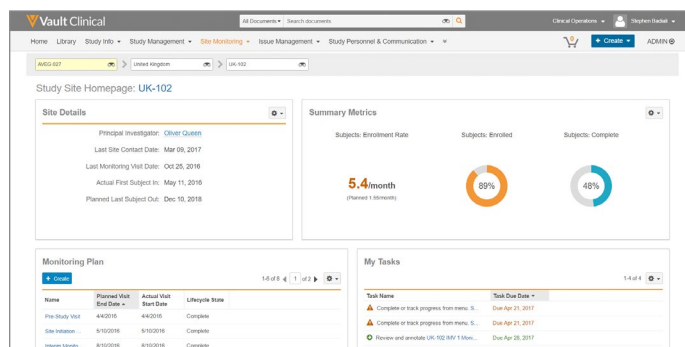 Vault Clinical
All Documents
Search documents
Clinical Operations
Stephen Badiali
Home Library Study Info Study Management Site Monitoring Issue Management Study Personnel & Communication
+ Create
ADMIN
AVEG 027
United Kingdom
UK-102
Study Site Homepage: UK-102
Site Details
Principal Investigator: Oliver Queen
Last Site Contact Date: Mar 09, 2017
Last Monitoring Visit Date: Oct 25, 2016
Actual First Subject In: May 11, 2016
Planned Last Subject Out: Dec 10, 2018
Summary Metrics
Subjects: Enrollment Rate
Subjects: Enrolled
Subjects: Complete
5.4/month
89%
48%
Monitoring Plan
+ Create
1 of 2
Name
Planned Visit End Date
Actual Visit Start Date
Lifecycle State
Pre-Study Visit 4/4/2016 4/4/2016 Complete
Site Initiation ... 5/10/2016 5/10/2016 Complete
8/10/2016 8/10/2016 Complete
My Tasks
1-4 of 4
Task Name
Task Due Date
Complete or track progress from menu. S... Due Apr 21, 2017
Complete or track progress from menu. S... Due Apr 21, 2017
Review and annotate UK-102 IMV 1 Mon... Due Apr 28, 2017